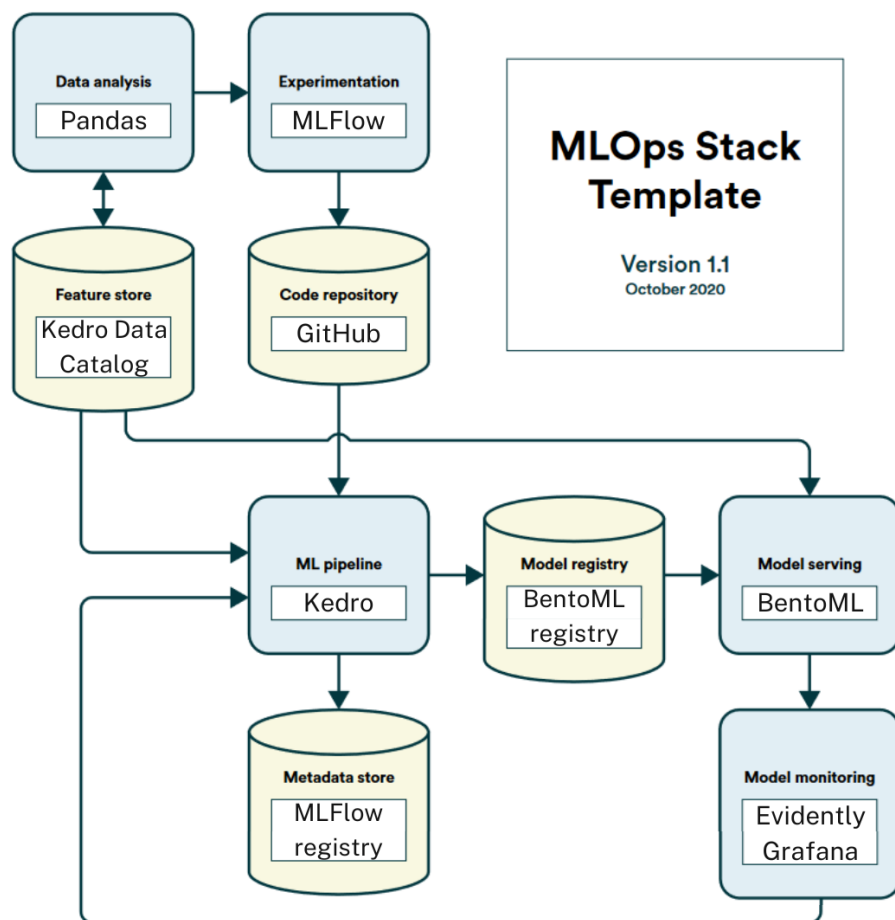 Data analysis
Pandas
Experimentation
MLFlow
MLOps Stack
Template
Version 1.1
October 2020
Feature store
Kedro Data
Catalog
Code repository
GitHub
ML pipeline
Kedro
Model registry
BentoML
registry
Model serving
BentoML
Metadata store
MLFlow
registry
Model monitoring
Evidently
Grafana